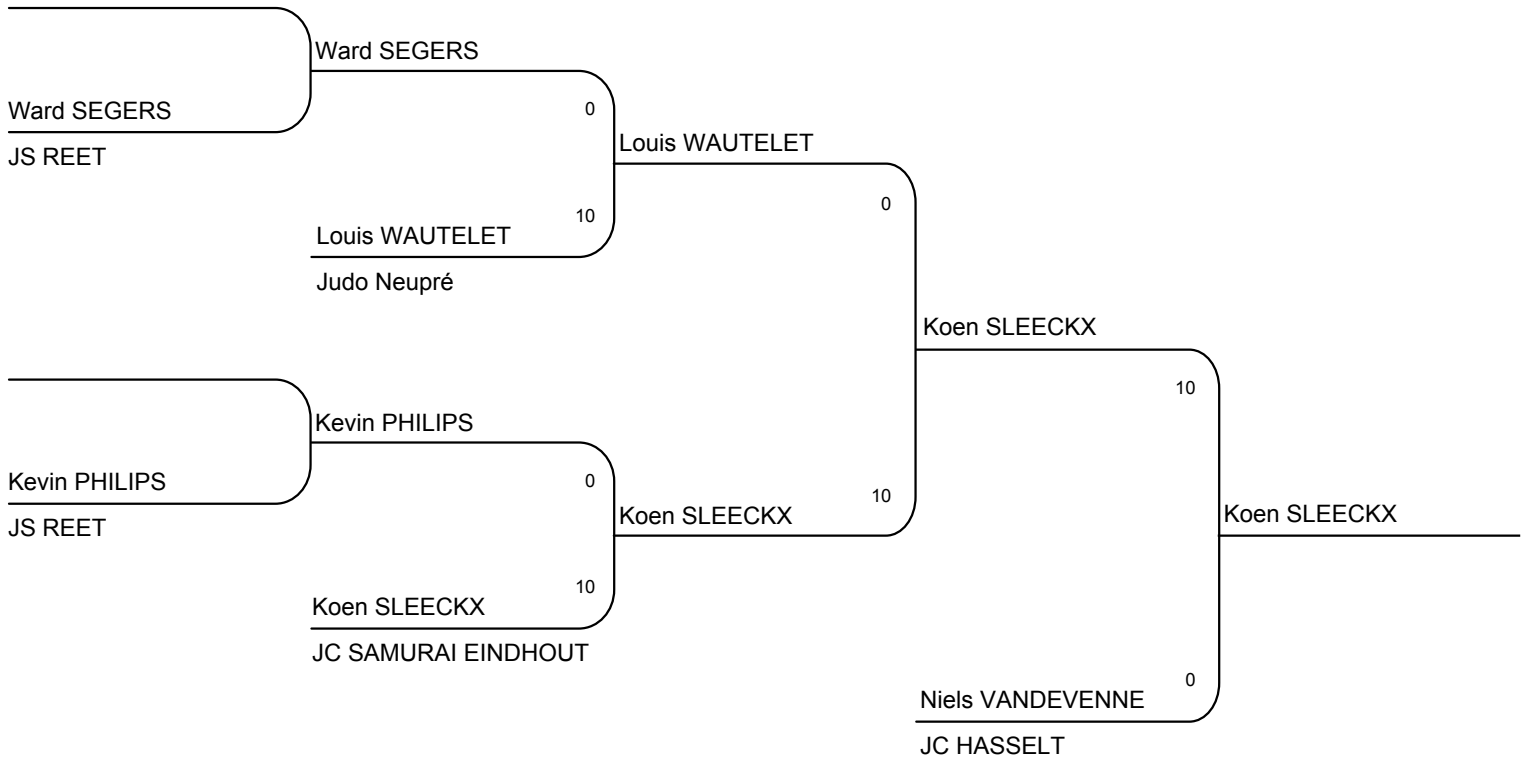 Ward SEGERS
Ward SEGERS
0
JS REET
Louis WAUTELET
10
0
Louis WAUTELET
Judo Neupré
Koen SLEECKX
10
Kevin PHILIPS
Kevin PHILIPS
0
JS REET
Koen SLEECKX
10
Koen SLEECKX
10
Koen SLEECKX
JC SAMURAI EINDHOUT
0
Niels VANDEVENNE
JC HASSELT